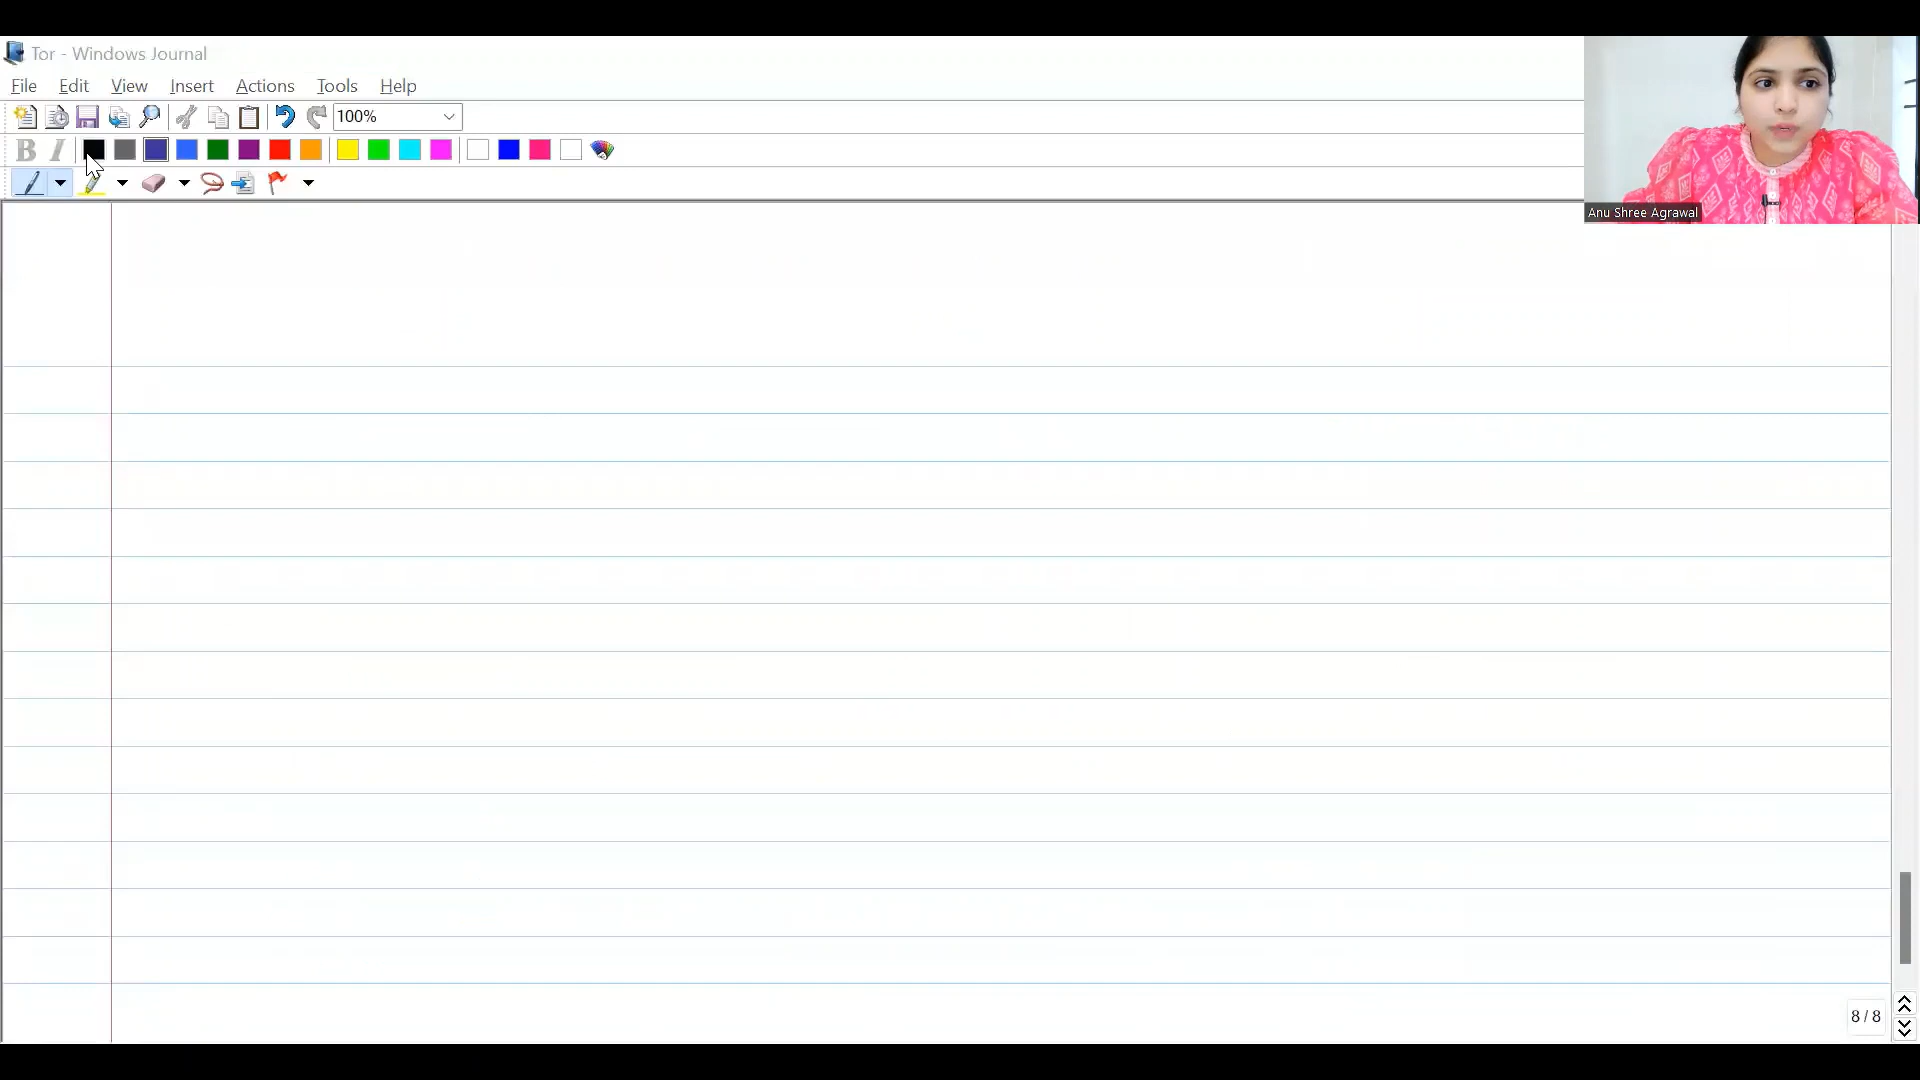 Tor - Windows Journal
File Edit View Insert Actions Tools Help
100%
B I
Anu Shree Agrawal
8 / 8